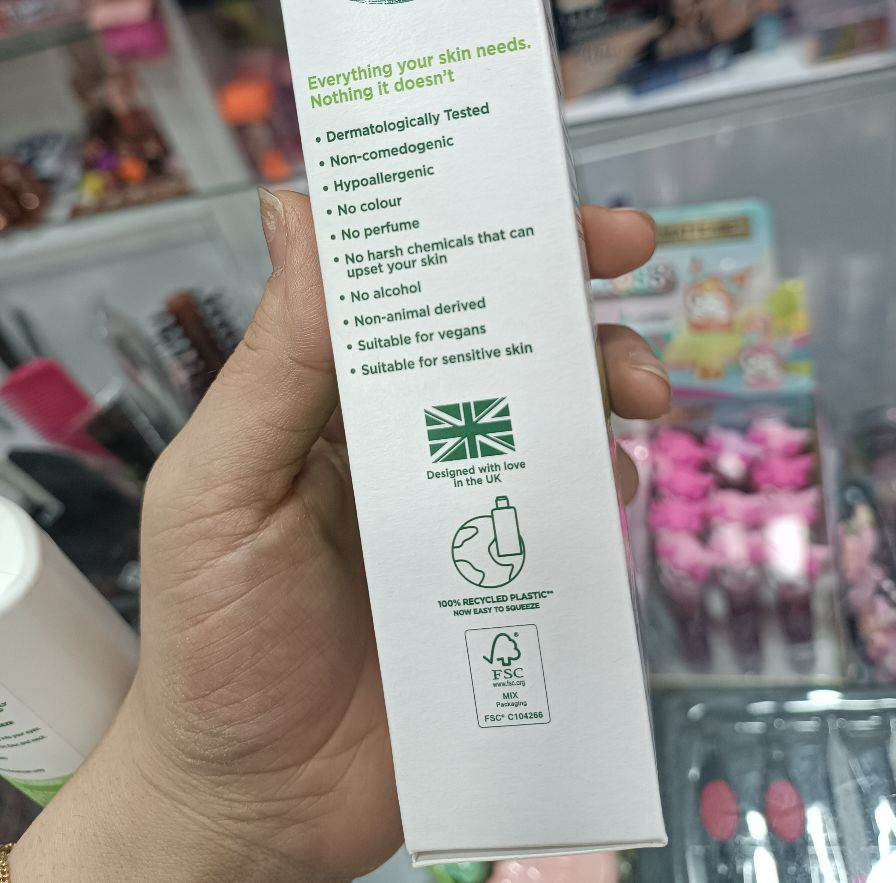 Everything your skin needs.
Nothing it doesn't
• Dermatologically Tested
• Non-comedogenic
• Hypoallergenic
• No colour
• No perfume
• No harsh chemicals that can
upset your skin
• No alcohol
• Non-animal derived
• Suitable for vegans
• Suitable for sensitive skin
Designed with love
in the UK
100% RECYCLED PLASTIC**
NOW EASY TO SQUEEZE
FSC®
www.fsc.org
MIX
Packaging
FSC® C104266